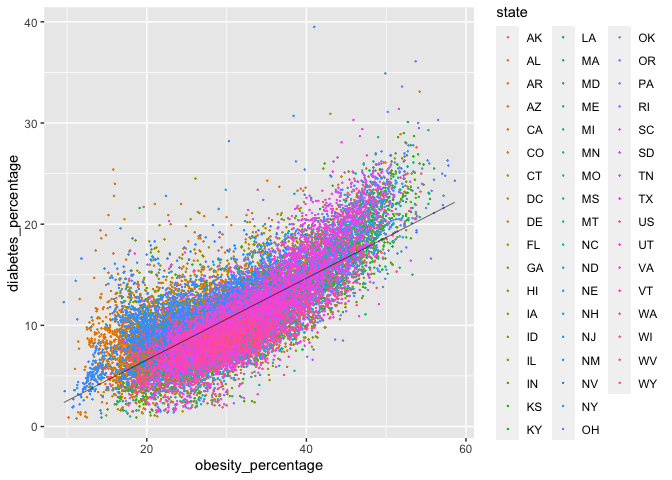 state
AK LA OK
AL MA OR
AR MD PA
AZ ME RI
CA MI SC
CO MN SD
CT MO TN
DC MS TX
DE MT US
FL NC UT
GA ND VA
HI NE VT
IA NH WA
ID NJ WI
IL NM WV
IN NV WY
KS NY
KY OH
diabetes_percentage
40
30
20
10
0
20 40 60
obesity_percentage